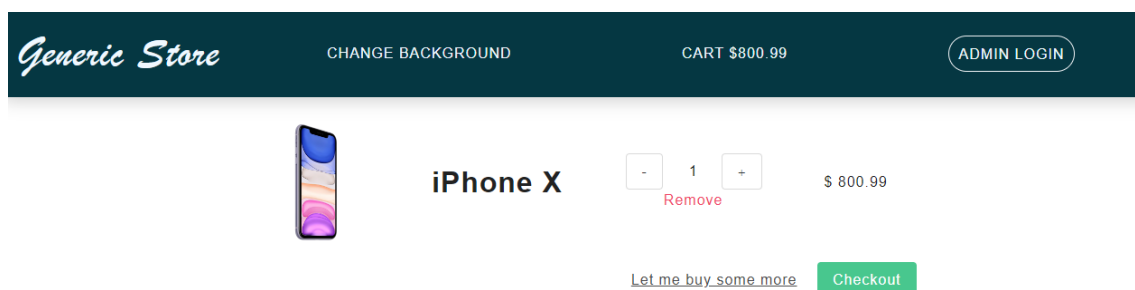 Generic Store CHANGE BACKGROUND CART $800.99 ADMIN LOGIN
iPhone X - 1 + $ 800.99
Remove
Let me buy some more Checkout